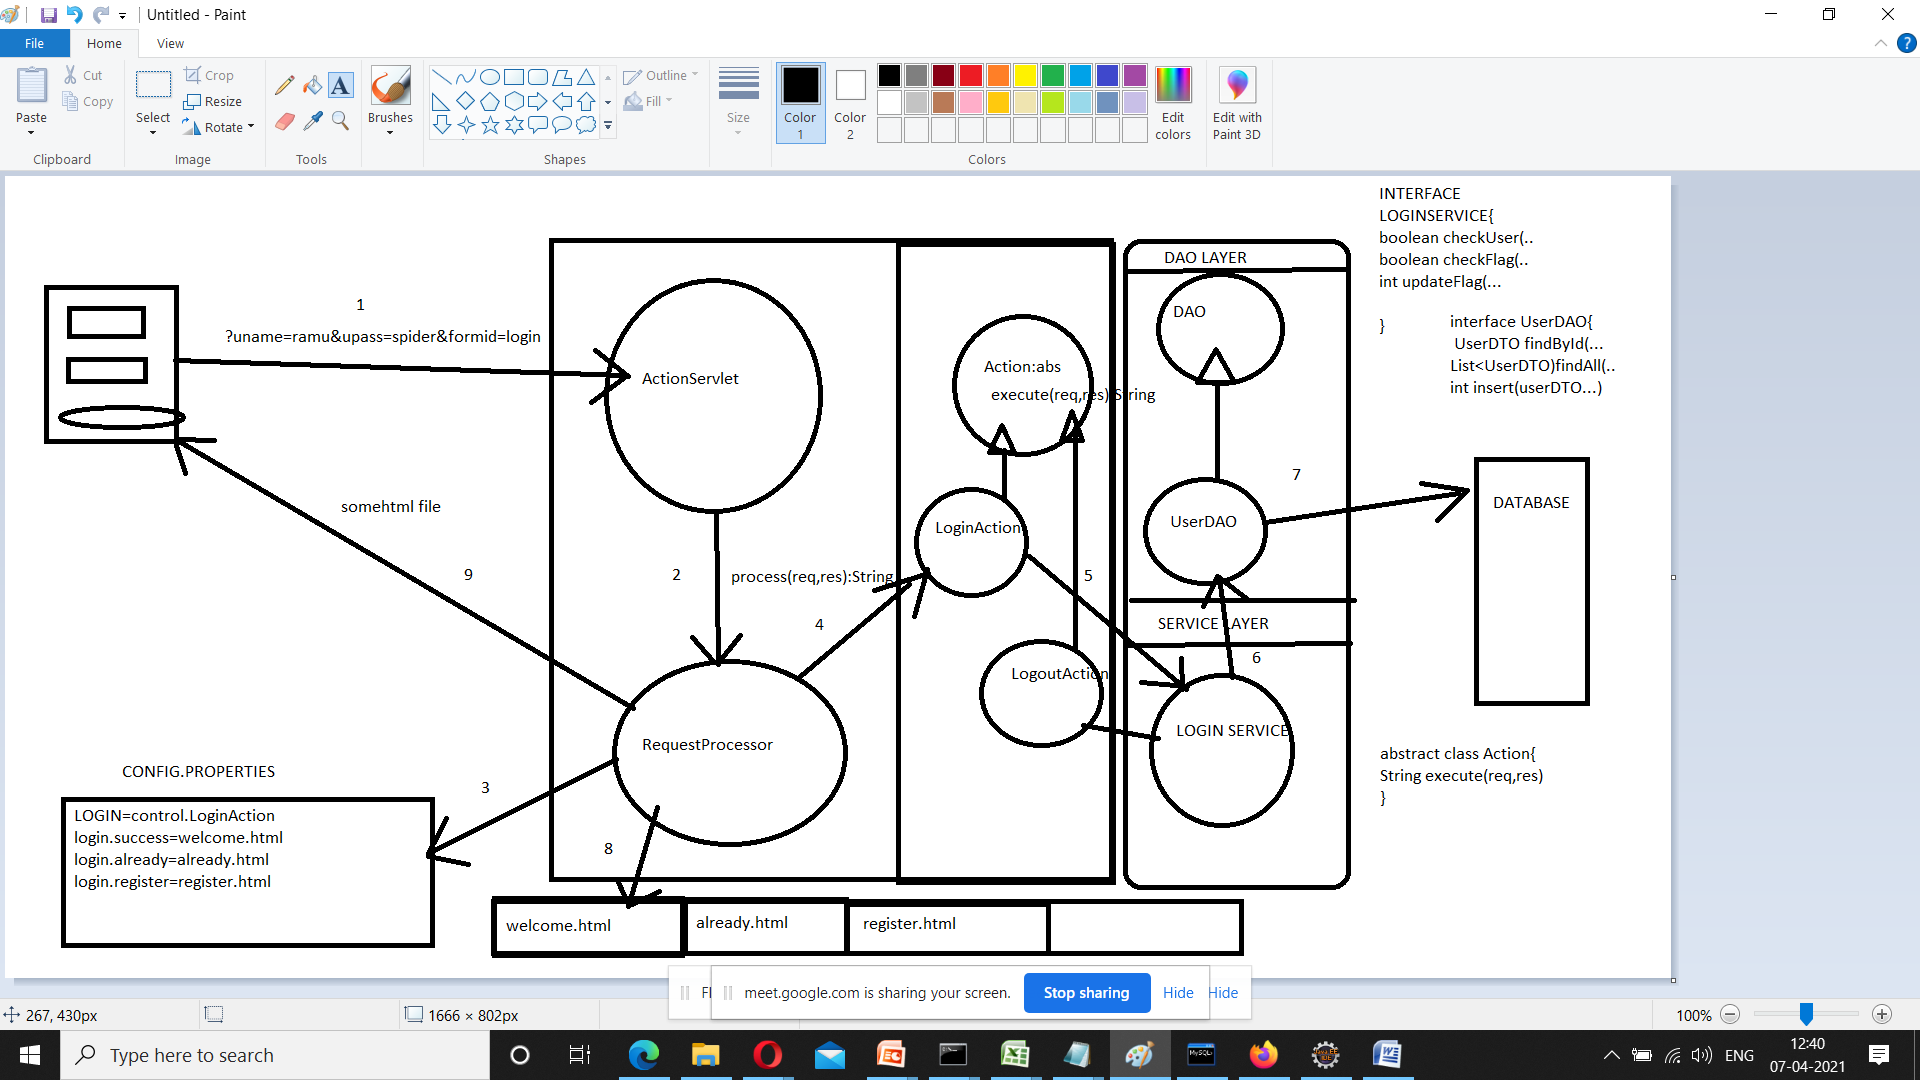 Untitled - Paint
File
Home
View
Paste
Cut
Copy
Clipboard
Select
Crop
Resize
Rotate
Image
A
Tools
Brushes
Shapes
Outline
Fill
Size
Color
1
Color
2
Edit
colors
Colors
Edit with
Paint 3D
?
1
?uname=ramu&upass=spider&formid=login
ActionServlet
somehtml file
9
2
process(req,res):String
4
RequestProcessor
3
8
CONFIG.PROPERTIES
LOGIN=control.LoginAction
login.success=welcome.html
login.already=already.html
login.register=register.html
welcome.html
already.html
register.html
Action:abs
execute(req,res):String
LoginAction
5
LogoutAction
DAO LAYER
DAO
UserDAO
7
SERVICE LAYER
6
LOGIN SERVICE
INTERFACE
LOGINSERVICE{
boolean checkUser(..
boolean checkFlag(..
int updateFlag(...
}
interface UserDAO{
UserDTO findById(...
List<UserDTO)findAll(..
int insert(userDTO...)
DATABASE
abstract class Action{
String execute(req,res)
}
meet.google.com is sharing your screen.
Stop sharing
Hide
Hide
267, 430px
1666 × 802px
100%
Type here to search
MySQL
ENG
12:40
07-04-2021